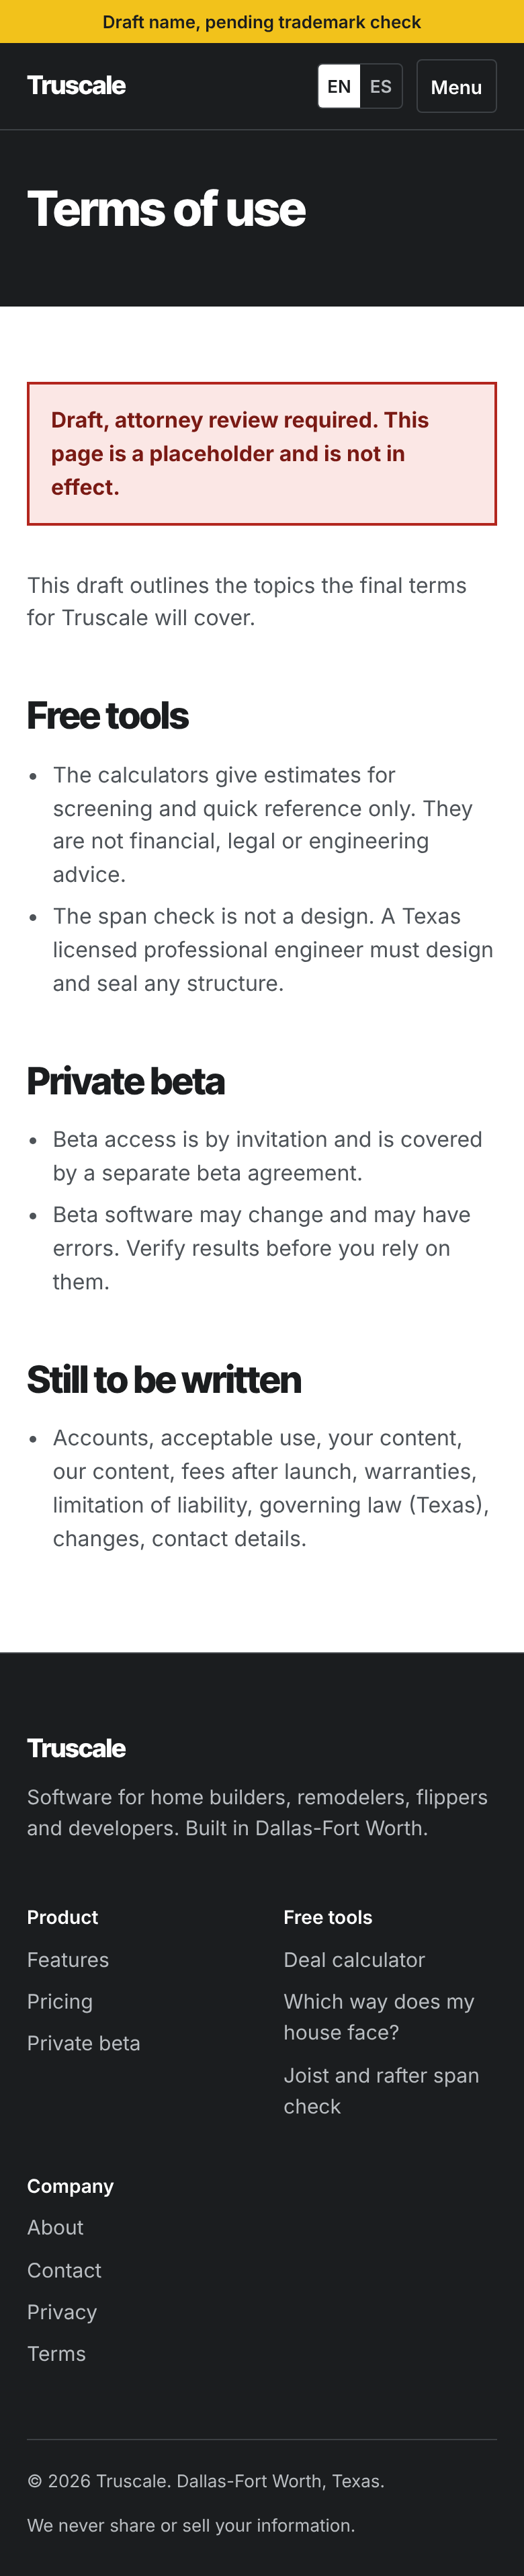 Draft name, pending trademark check
Truscale
EN
ES
Menu
Terms of use
Draft, attorney review required. This
page is a placeholder and is not in
effect.
This draft outlines the topics the final terms
for Truscale will cover.
Free tools
• The calculators give estimates for
screening and quick reference only. They
are not financial, legal or engineering
advice.
• The span check is not a design. A Texas
licensed professional engineer must design
and seal any structure.
Private beta
• Beta access is by invitation and is covered
by a separate beta agreement.
• Beta software may change and may have
errors. Verify results before you rely on
them.
Still to be written
• Accounts, acceptable use, your content,
our content, fees after launch, warranties,
limitation of liability, governing law (Texas),
changes, contact details.
Truscale
Software for home builders, remodelers, flippers
and developers. Built in Dallas-Fort Worth.
Product
Features
Pricing
Private beta
Free tools
Deal calculator
Which way does my
house face?
Joist and rafter span
check
Company
About
Contact
Privacy
Terms
© 2026 Truscale. Dallas-Fort Worth, Texas.
We never share or sell your information.